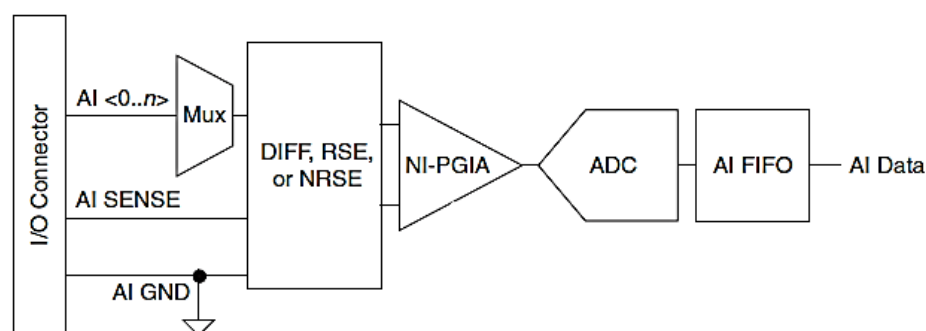 I/O Connector
AI <0..n>
Mux
AI SENSE
AI GND
DIFF, RSE,
or NRSE
NI-PGIA
ADC
AI FIFO
AI Data